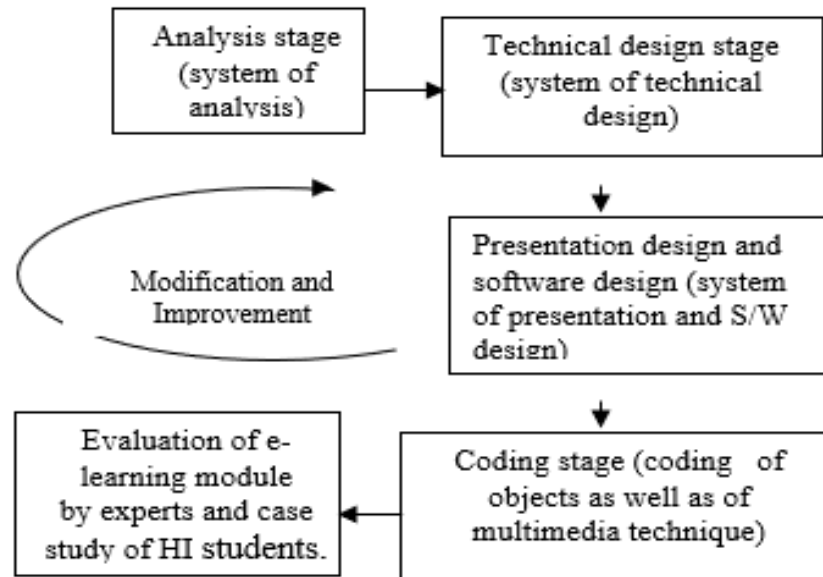 Analysis stage
(system of
analysis)
Technical design stage
(system of technical
design)
Presentation design and
software design (system
of presentation and S/W
design)
Modification and
Improvement
Evaluation of e-
learning module
by experts and case
study of HI students.
Coding stage (coding of
objects as well as of
multimedia technique)